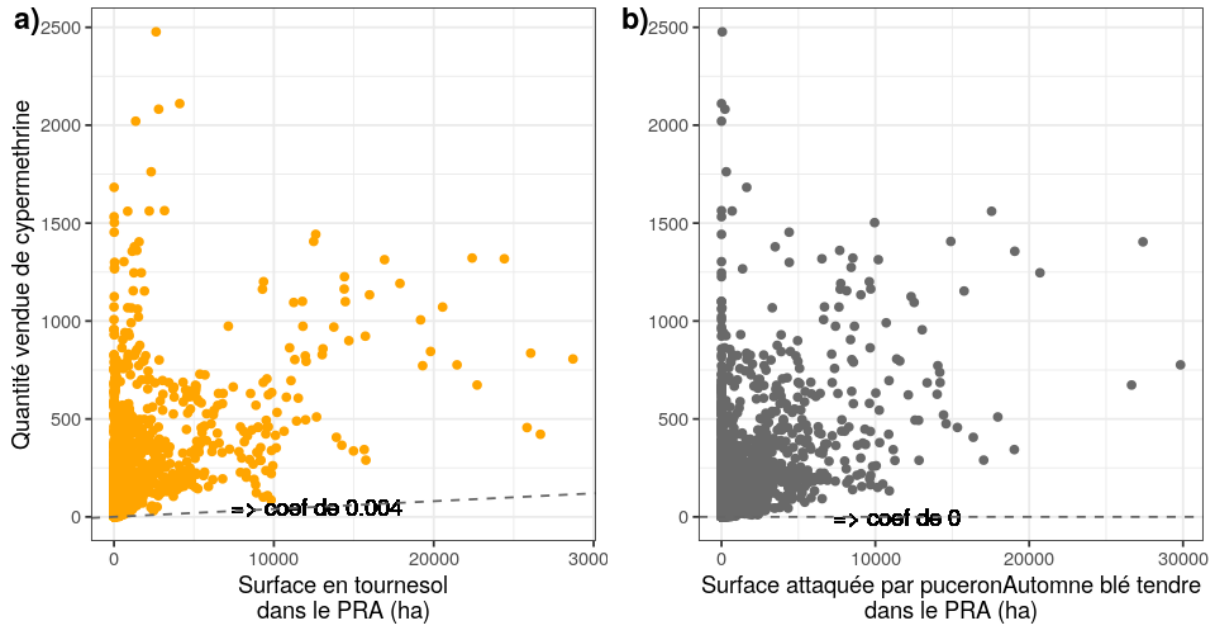 a)
2500
2000
1500
1000
500
0
Quantité vendue de cypermethrine
=> coef de 0.004
0 10000 20000 30000
Surface en tournesol
dans le PRA (ha)
b)
2500
2000
1500
1000
500
0
=> coef de 0
0 10000 20000 30000
Surface attaquée par puceronAutomne blé tendre
dans le PRA (ha)